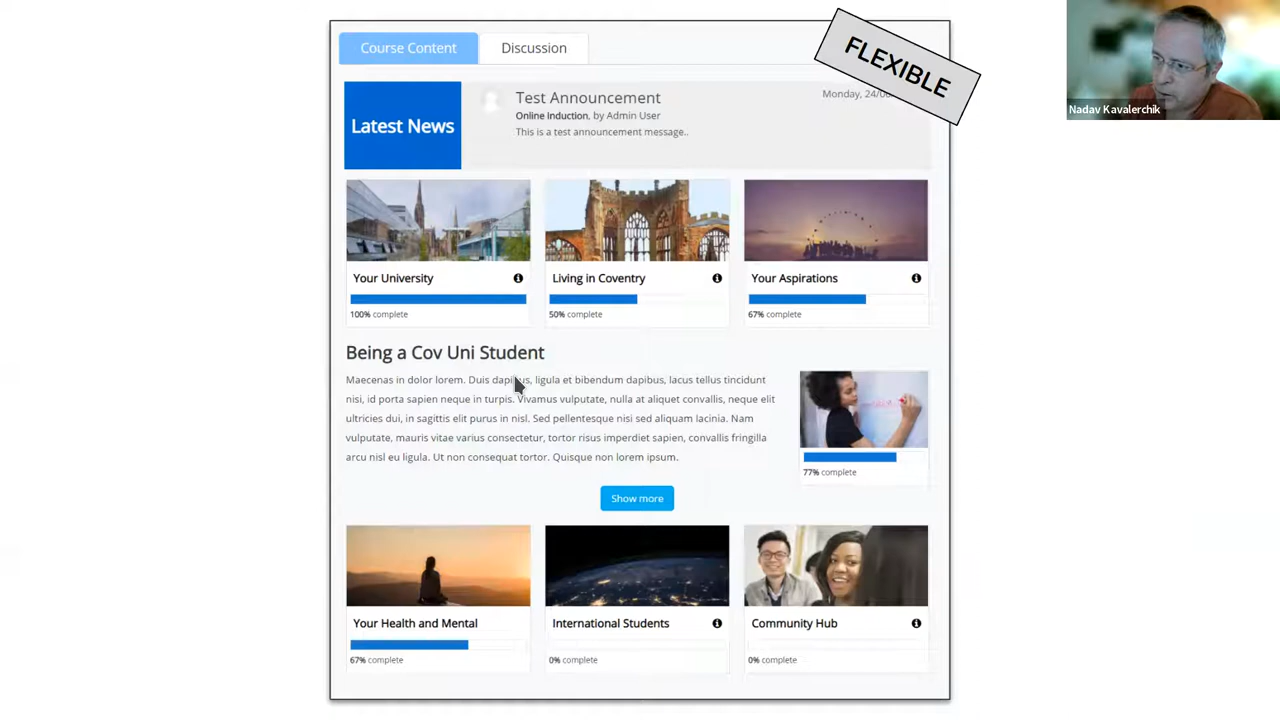 Course Content
Discussion
FLEXIBLE
Nadav Kavalerchik
Latest News
Test Announcement
Monday, 24/0
Online Induction, by Admin User
This is a test announcement message..
Your University
100% complete
Living in Coventry
50% complete
Your Aspirations
67% complete
Being a Cov Uni Student
Maecenas in dolor lorem. Duis dapibus, ligula et bibendum dapibus, lacus tellus tincidunt
nisi, id porta sapien neque in turpis. Vivamus vulputate, nulla at aliquet convallis, neque elit
ultricies dui, in sagittis elit purus in nisl. Sed pellentesque nisi sed aliquam lacinia. Nam
vulputate, mauris vitae varius consectetur, tortor risus imperdiet sapien, convallis fringilla
arcu nisl eu ligula. Ut non consequat tortor. Quisque non lorem ipsum.
77% complete
Show more
Your Health and Mental
67% complete
International Students
0% complete
Community Hub
0% complete